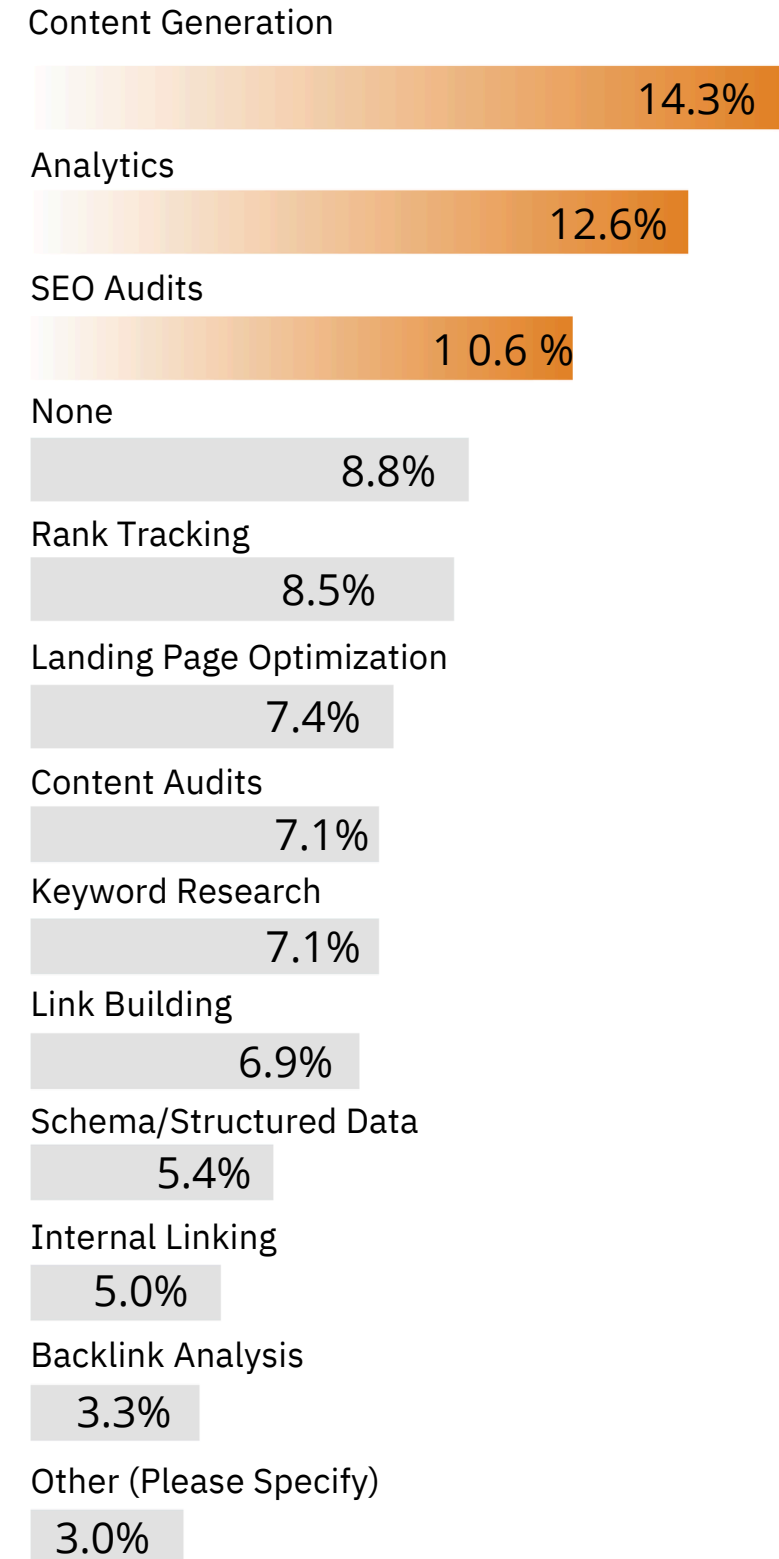 Content Generation
14.3%
Analytics
12.6%
SEO Audits
1 0.6 %
None
8.8%
Rank Tracking
8.5%
Landing Page Optimization
7.4%
Content Audits
7.1%
Keyword Research
7.1%
Link Building
6.9%
Schema/Structured Data
5.4%
Internal Linking
5.0%
Backlink Analysis
3.3%
Other (Please Specify)
3.0%